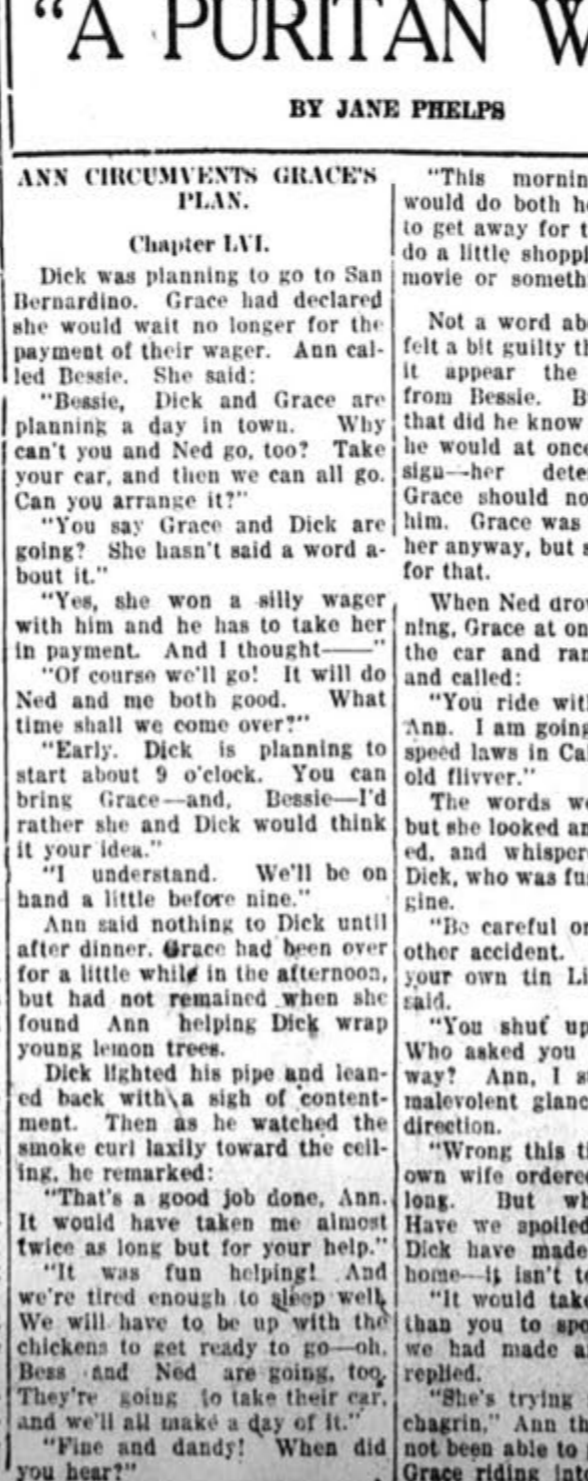 "A PURITAN W
BY JANE PHELPS
ANN CIRCUMVENTS GRACE'S
PLAN.
Chapter LVI.
Dick was planning to go to San
Bernardino. Grace had declared
she would wait no longer for the
payment of their wager. Ann cal-
led Bessie. She said:
"Bessie, Dick and Grace are
planning a day in town. Why
can't you and Ned go, too? Take
your car, and then we can all go.
Can you arrange it?"
"You say Grace and Dick are
going? She hasn't said a word a-
bout it."
"Yes, she won a silly wager
with him and he has to take her
in payment. And I thought——"
"Of course we'll go! It will do
Ned and me both good. What
time shall we come over?"
"Early. Dick is planning to
start about 9 o'clock. You can
bring Grace—and, Bessie—I'd
rather she and Dick would think
it your idea."
"I understand. We'll be on
hand a little before nine."
Ann said nothing to Dick until
after dinner. Grace had been over
for a little while in the afternoon,
but had not remained when she
found Ann helping Dick wrap
young lemon trees.
Dick lighted his pipe and lean-
ed back with a sigh of content-
ment. Then as he watched the
smoke curl laxily toward the ceil-
ing, he remarked:
"That's a good job done, Ann.
It would have taken me almost
twice as long but for your help."
"It was fun helping! And
we're tired enough to sleep well.
We will have to be up with the
chickens to get ready to go—oh,
Bess and Ned are going, too.
They're going to take their car,
and we'll all make a day of it."
"Fine and dandy! When did
you hear?"
"This mornin
would do both h
to get away for t
do a little shoppi
movie or someth
Not a word ab
felt a bit guilty th
it appear the
from Bessie. B
that did he know
he would at once
sign—her dete
Grace should no
him. Grace was
her anyway, but s
for that.
When Ned drov
ning, Grace at on
the car and ran
and called:
"You ride wit
Ann. I am going
speed laws in Ca
old flivver."
The words we
but she looked an
ed, and whisper
Dick, who was fu
gine.
"Be careful or
other accident.
your own tin Li
said.
"You shut up
Who asked you
way? Ann, I s
malevolent glanc
direction.
"Wrong this t
own wife ordere
long. But wh
Have we spoiled
Dick have made
home—it isn't to
"It would take
than you to spo
we had made a
replied.
"She's trying
chagrin," Ann th
not been able to
Grace riding in